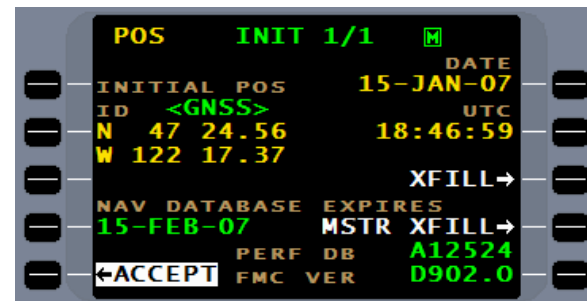 POS INIT 1/1 M
DATE
INITIAL POS 15-JAN-07
ID <GNSS> UTC
N 47 24.56 18:46:59
W 122 17.37
XFILL→
NAV DATABASE EXPIRES
15-FEB-07 MSTR XFILL→
PERF DB A12524
←ACCEPT FMC VER D902.0